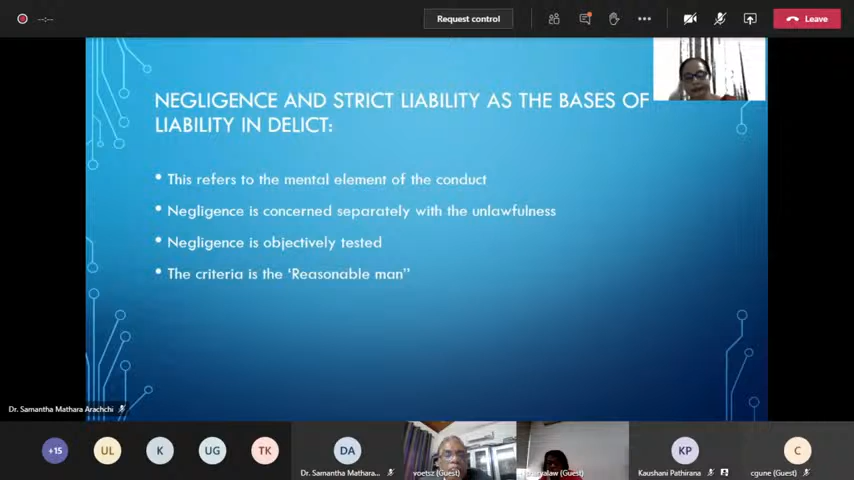 --:--
Request control
Leave
NEGLIGENCE AND STRICT LIABILITY AS THE BASES OF
LIABILITY IN DELICT:
• This refers to the mental element of the conduct
• Negligence is concerned separately with the unlawfulness
• Negligence is objectively tested
• The criteria is the ‘Reasonable man”
Dr. Samantha Mathara Arachchi
+15
UL
K
UG
TK
DA
KP
C
Dr. Samantha Mathara...
voetsz (Guest)
(Guest)
Kaushani Pathirana
cgune (Guest)